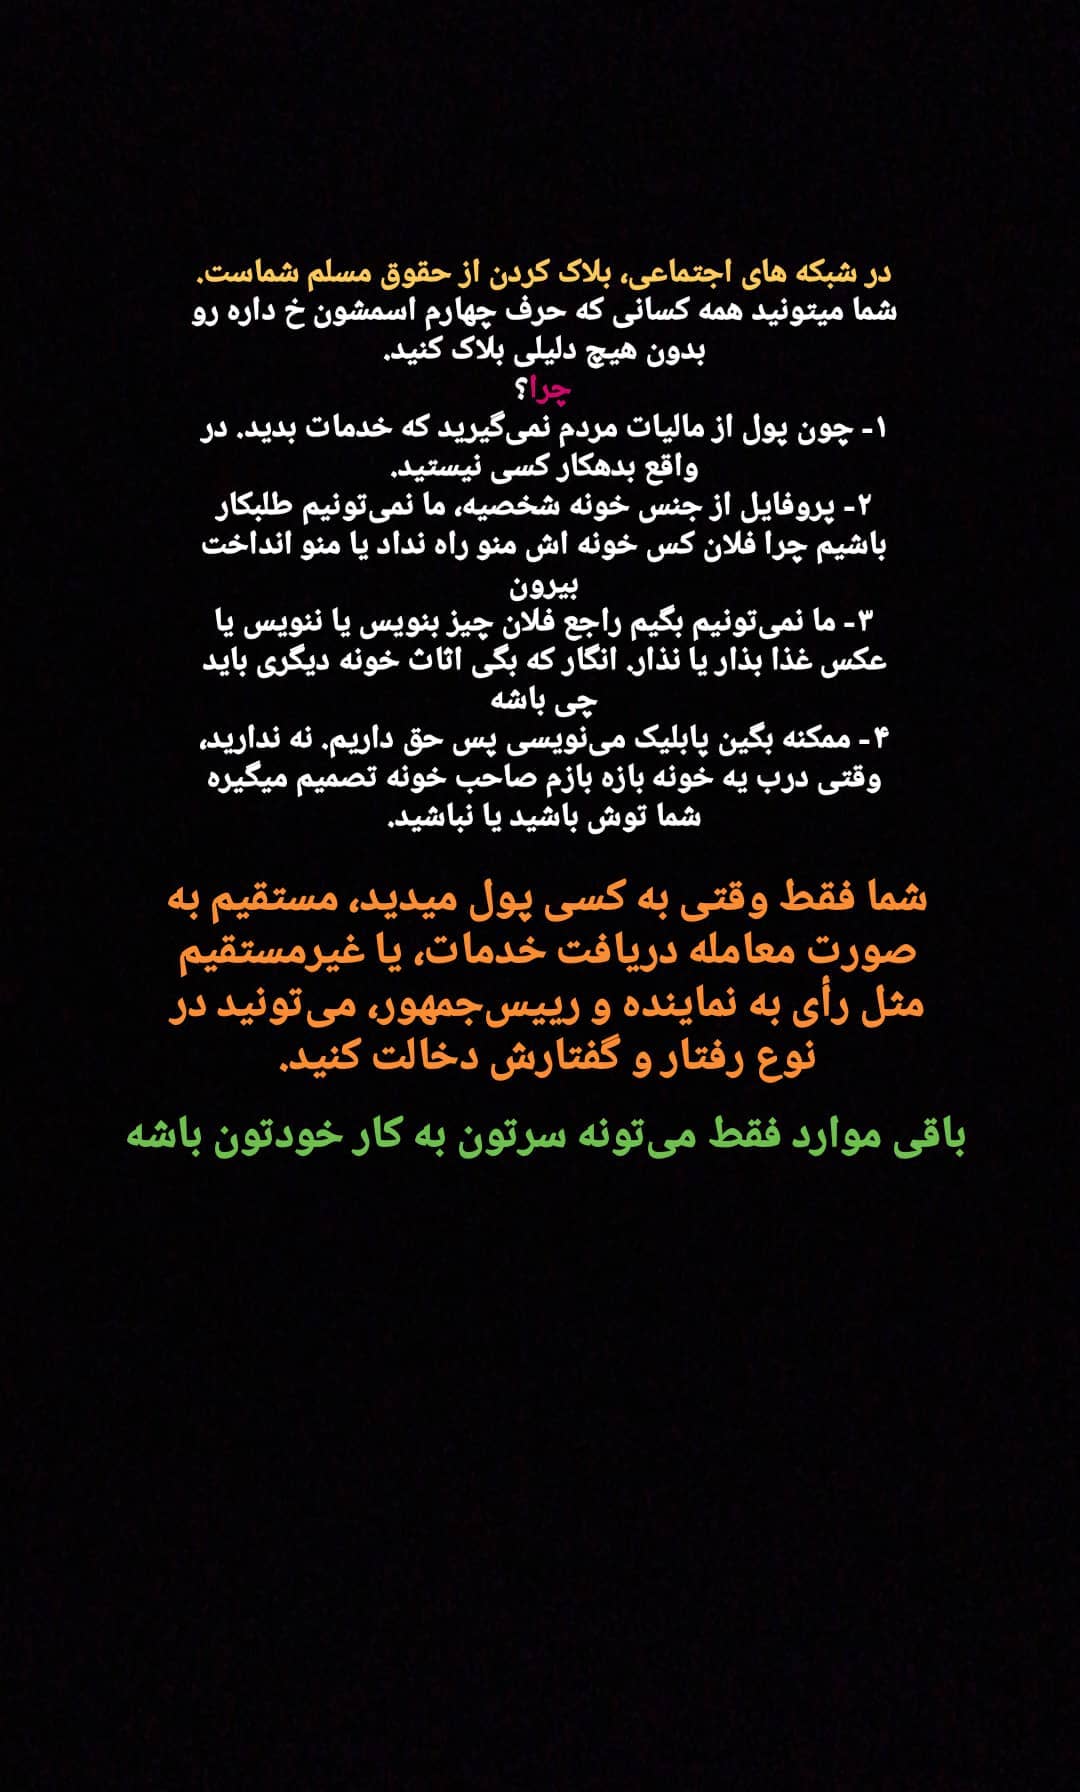 در شبکه های اجتماعی، بلاک کردن از حقوق مسلم شماست.
شما میتونید همه کسانی که حرف چهارم اسمشون خ داره رو
بدون هیچ دلیلی بلاک کنید.
چرا؟
۱- چون پول از مالیات مردم نمی‌گیرید که خدمات بدید. در
واقع بدهکار کسی نیستید.
۲- پروفایل از جنس خونه شخصیه، ما نمی‌تونیم طلبکار
باشیم چرا فلان کس خونه اش منو راه نداد یا منو انداخت
بیرون
۳- ما نمی‌تونیم بگیم راجع فلان چیز بنویس یا ننویس یا
عکس غذا بذار یا نذار. انگار که بگی اثاث خونه دیگری باید
چی باشه
۴- ممکنه بگین پابلیک می‌نویسی پس حق داریم. نه ندارید،
وقتی درب یه خونه بازه بازم صاحب خونه تصمیم میگیره
شما توش باشید یا نباشید.
شما فقط وقتی به کسی پول میدید، مستقیم به
صورت معامله دریافت خدمات، یا غیرمستقیم
مثل رأی به نماینده و رییس‌جمهور، می‌تونید در
نوع رفتار و گفتارش دخالت کنید.
باقی موارد فقط می‌تونه سرتون به کار خودتون باشه